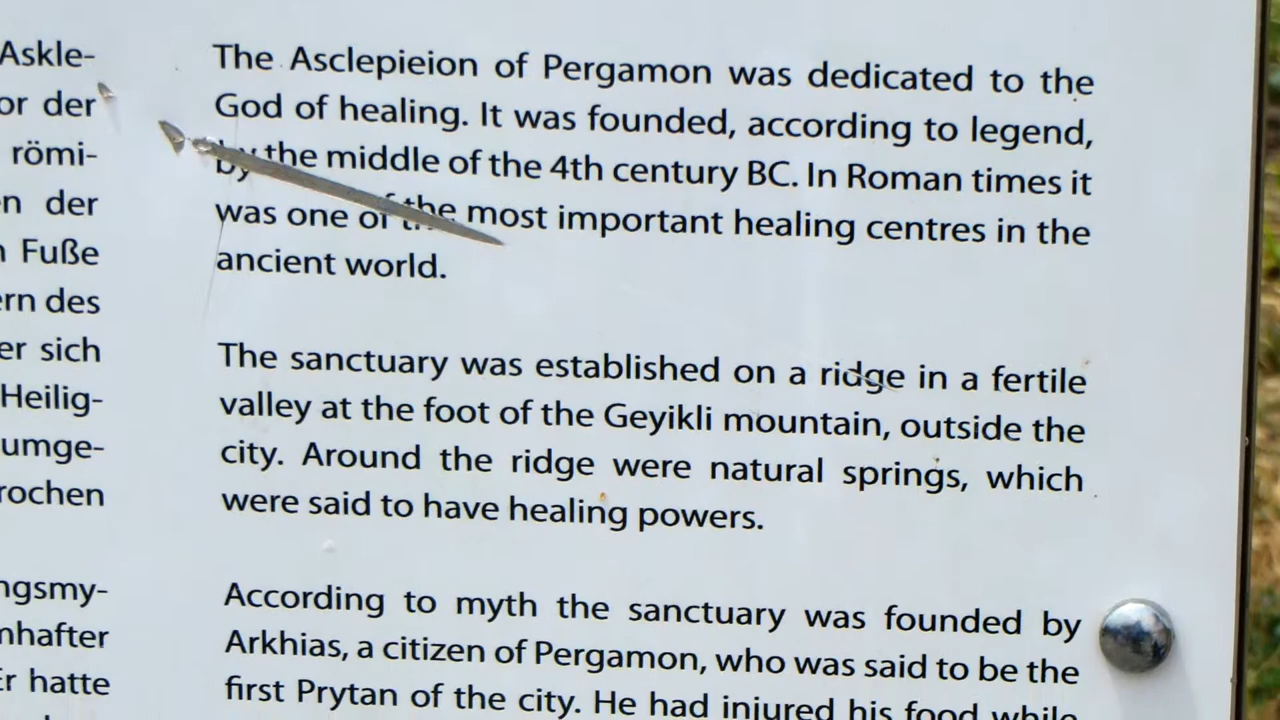 Askle-
or der
römi-
n der
Fuße
ern des
er sich
Heilig-
umge-
rochen
ngsmy-
nhafter
Er hatte
The Asclepieion of Pergamon was dedicated to the
God of healing. It was founded, according to legend,
by the middle of the 4th century BC. In Roman times it
was one of the most important healing centres in the
ancient world.
The sanctuary was established on a ridge in a fertile
valley at the foot of the Geyikli mountain, outside the
city. Around the ridge were natural springs, which
were said to have healing powers.
According to myth the sanctuary was founded by
Arkhias, a citizen of Pergamon, who was said to be the
first Prytan of the city. He had injured his food while